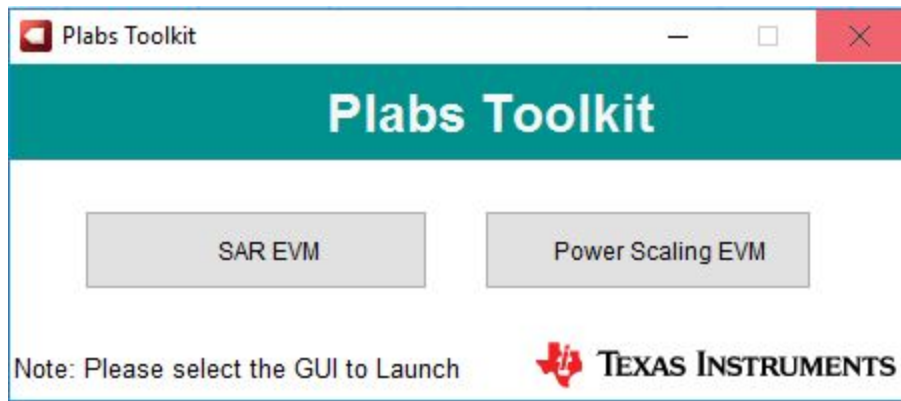 Plabs Toolkit
Plabs Toolkit
SAR EVM
Power Scaling EVM
Note: Please select the GUI to Launch
TEXAS INSTRUMENTS